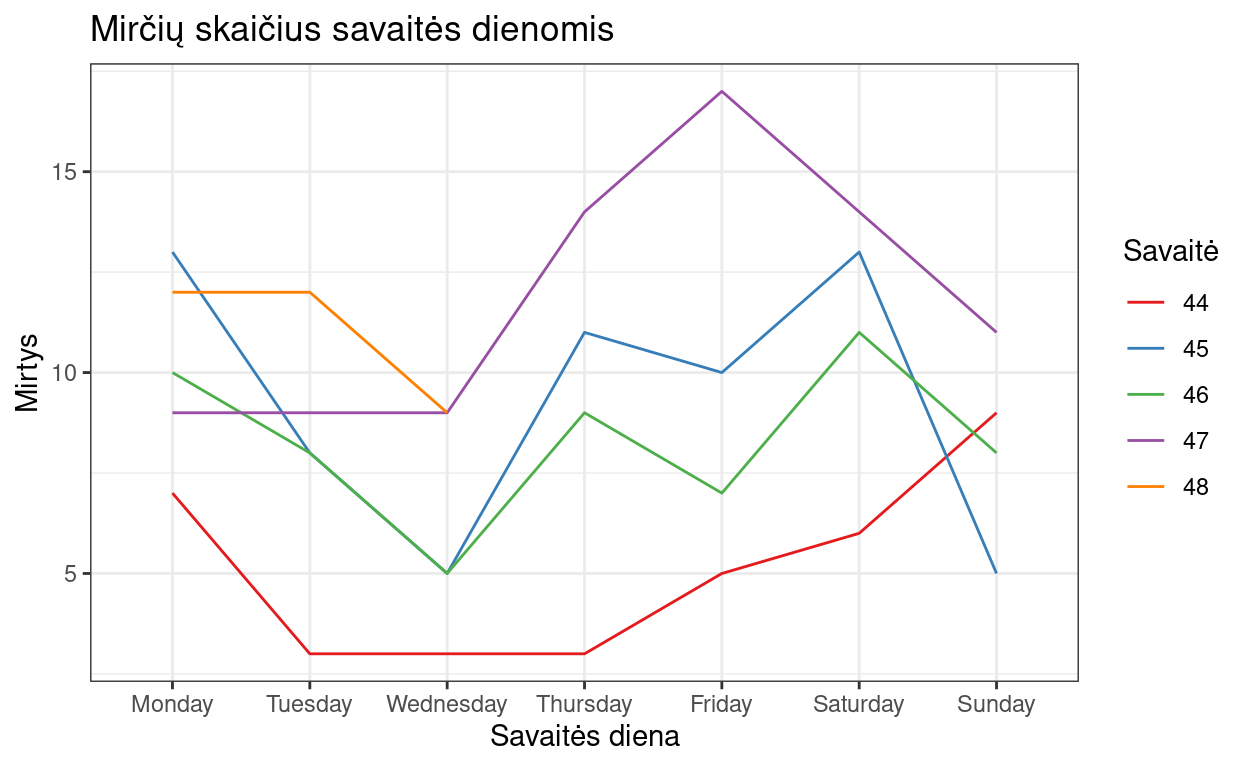 Mirčių skaičius savaitės dienomis
Mirtys
15
10
5
Monday Tuesday Wednesday Thursday Friday Saturday Sunday
Savaitės diena
Savaitė
44
45
46
47
48